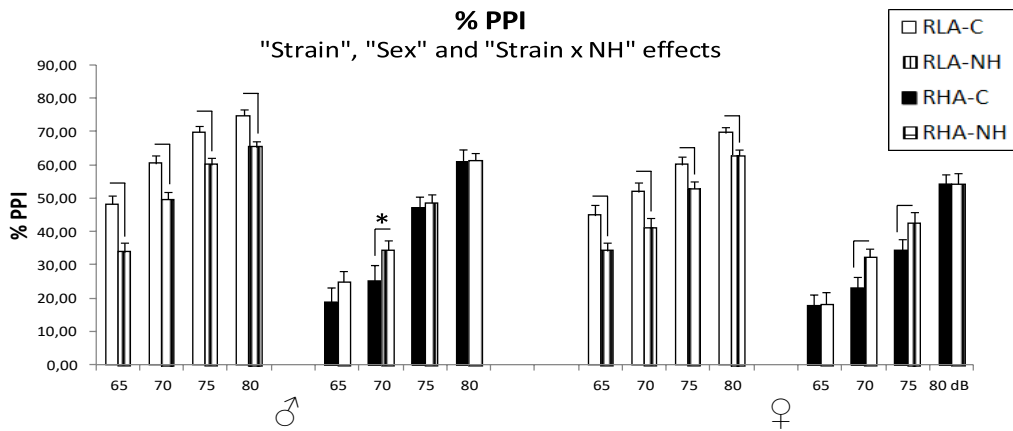 % PPI
"Strain", "Sex" and "Strain x NH" effects
RLA-C
RLA-NH
RHA-C
RHA-NH
% PPI
90,00
80,00
70,00
60,00
50,00
40,00
30,00
20,00
10,00
0,00
*
65 70 75 80 65 70 75 80 65 70 75 80 65 70 75 80 dB
♂ ♀